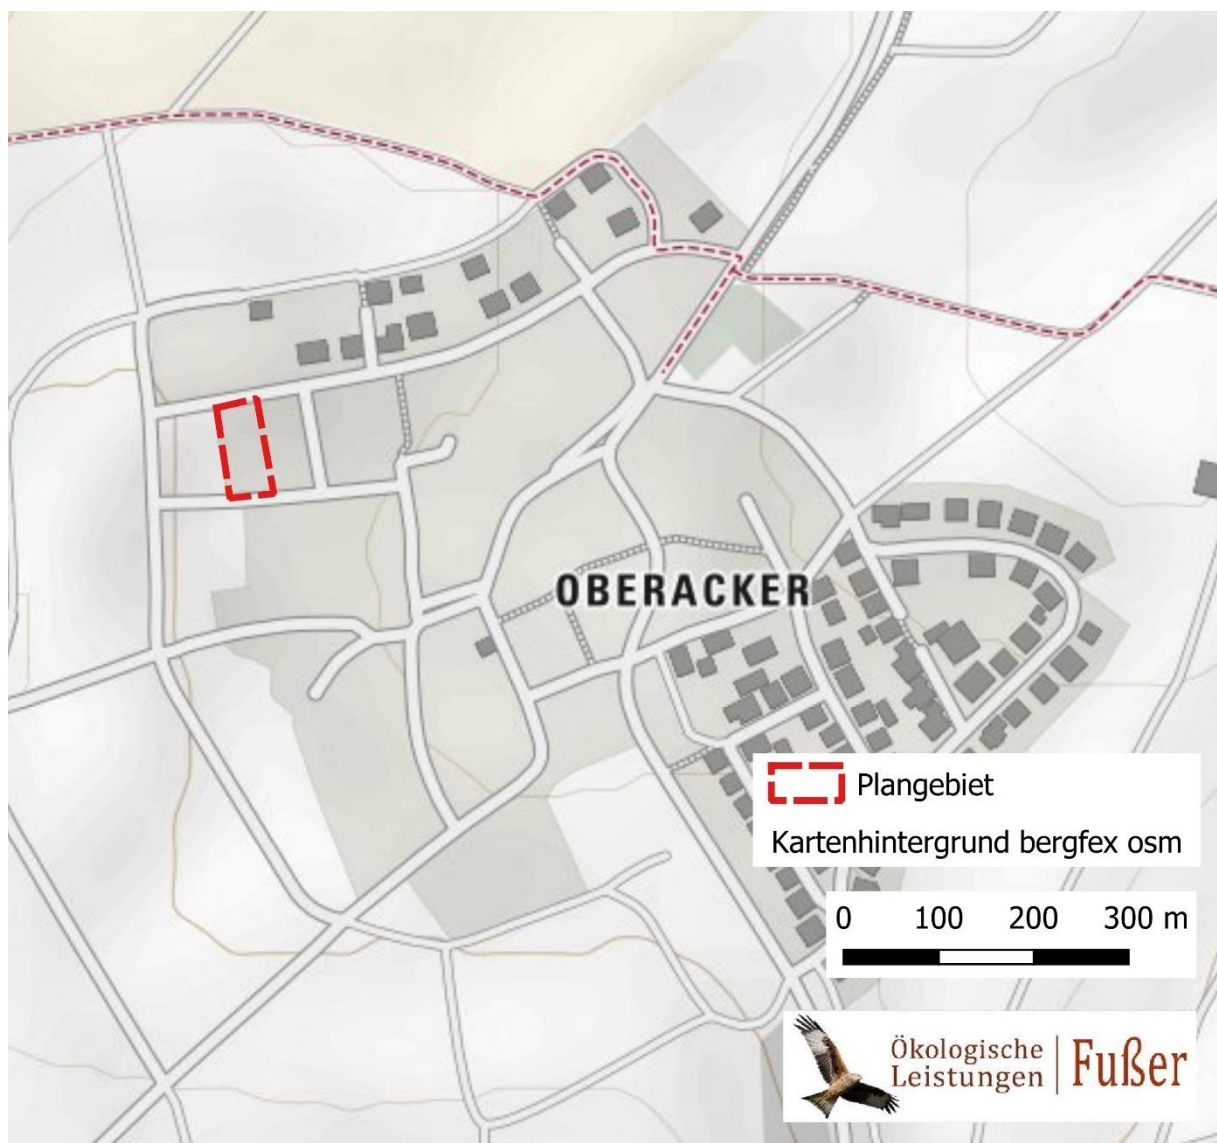 OBERACKER
Plangebiet
Kartenhintergrund bergfex osm
0 100 200 300 m
Ökologische
Leistungen
Fußer